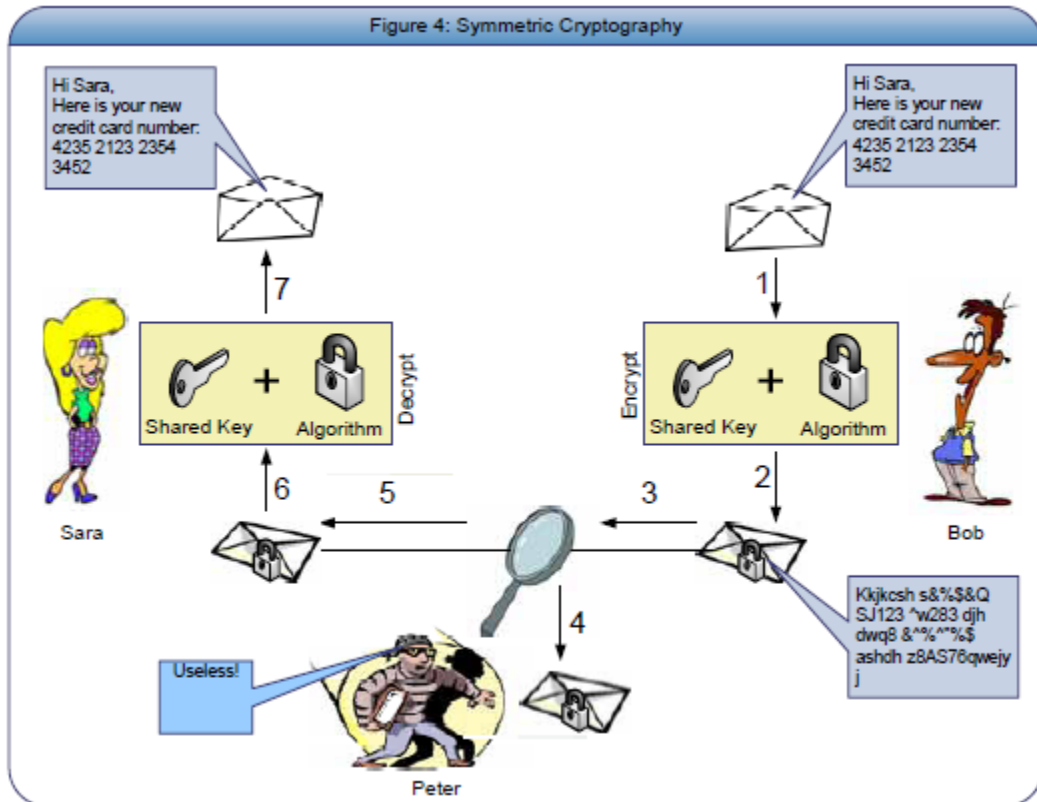 Figure 4: Symmetric Cryptography
Hi Sara,
Here is your new
credit card number:
4235 2123 2354
3452
Hi Sara,
Here is your new
credit card number:
4235 2123 2354
3452
7
1
Shared Key
+
Algorithm
Decrypt
Encrypt
Shared Key
+
Algorithm
Sara
6
5
3
2
Bob
Kkjkcsh s&%$&Q
SJ123 ^w283 djh
dwq8 &^%^"%$
ashdh z8AS76qwejy
j
4
Useless!
Peter